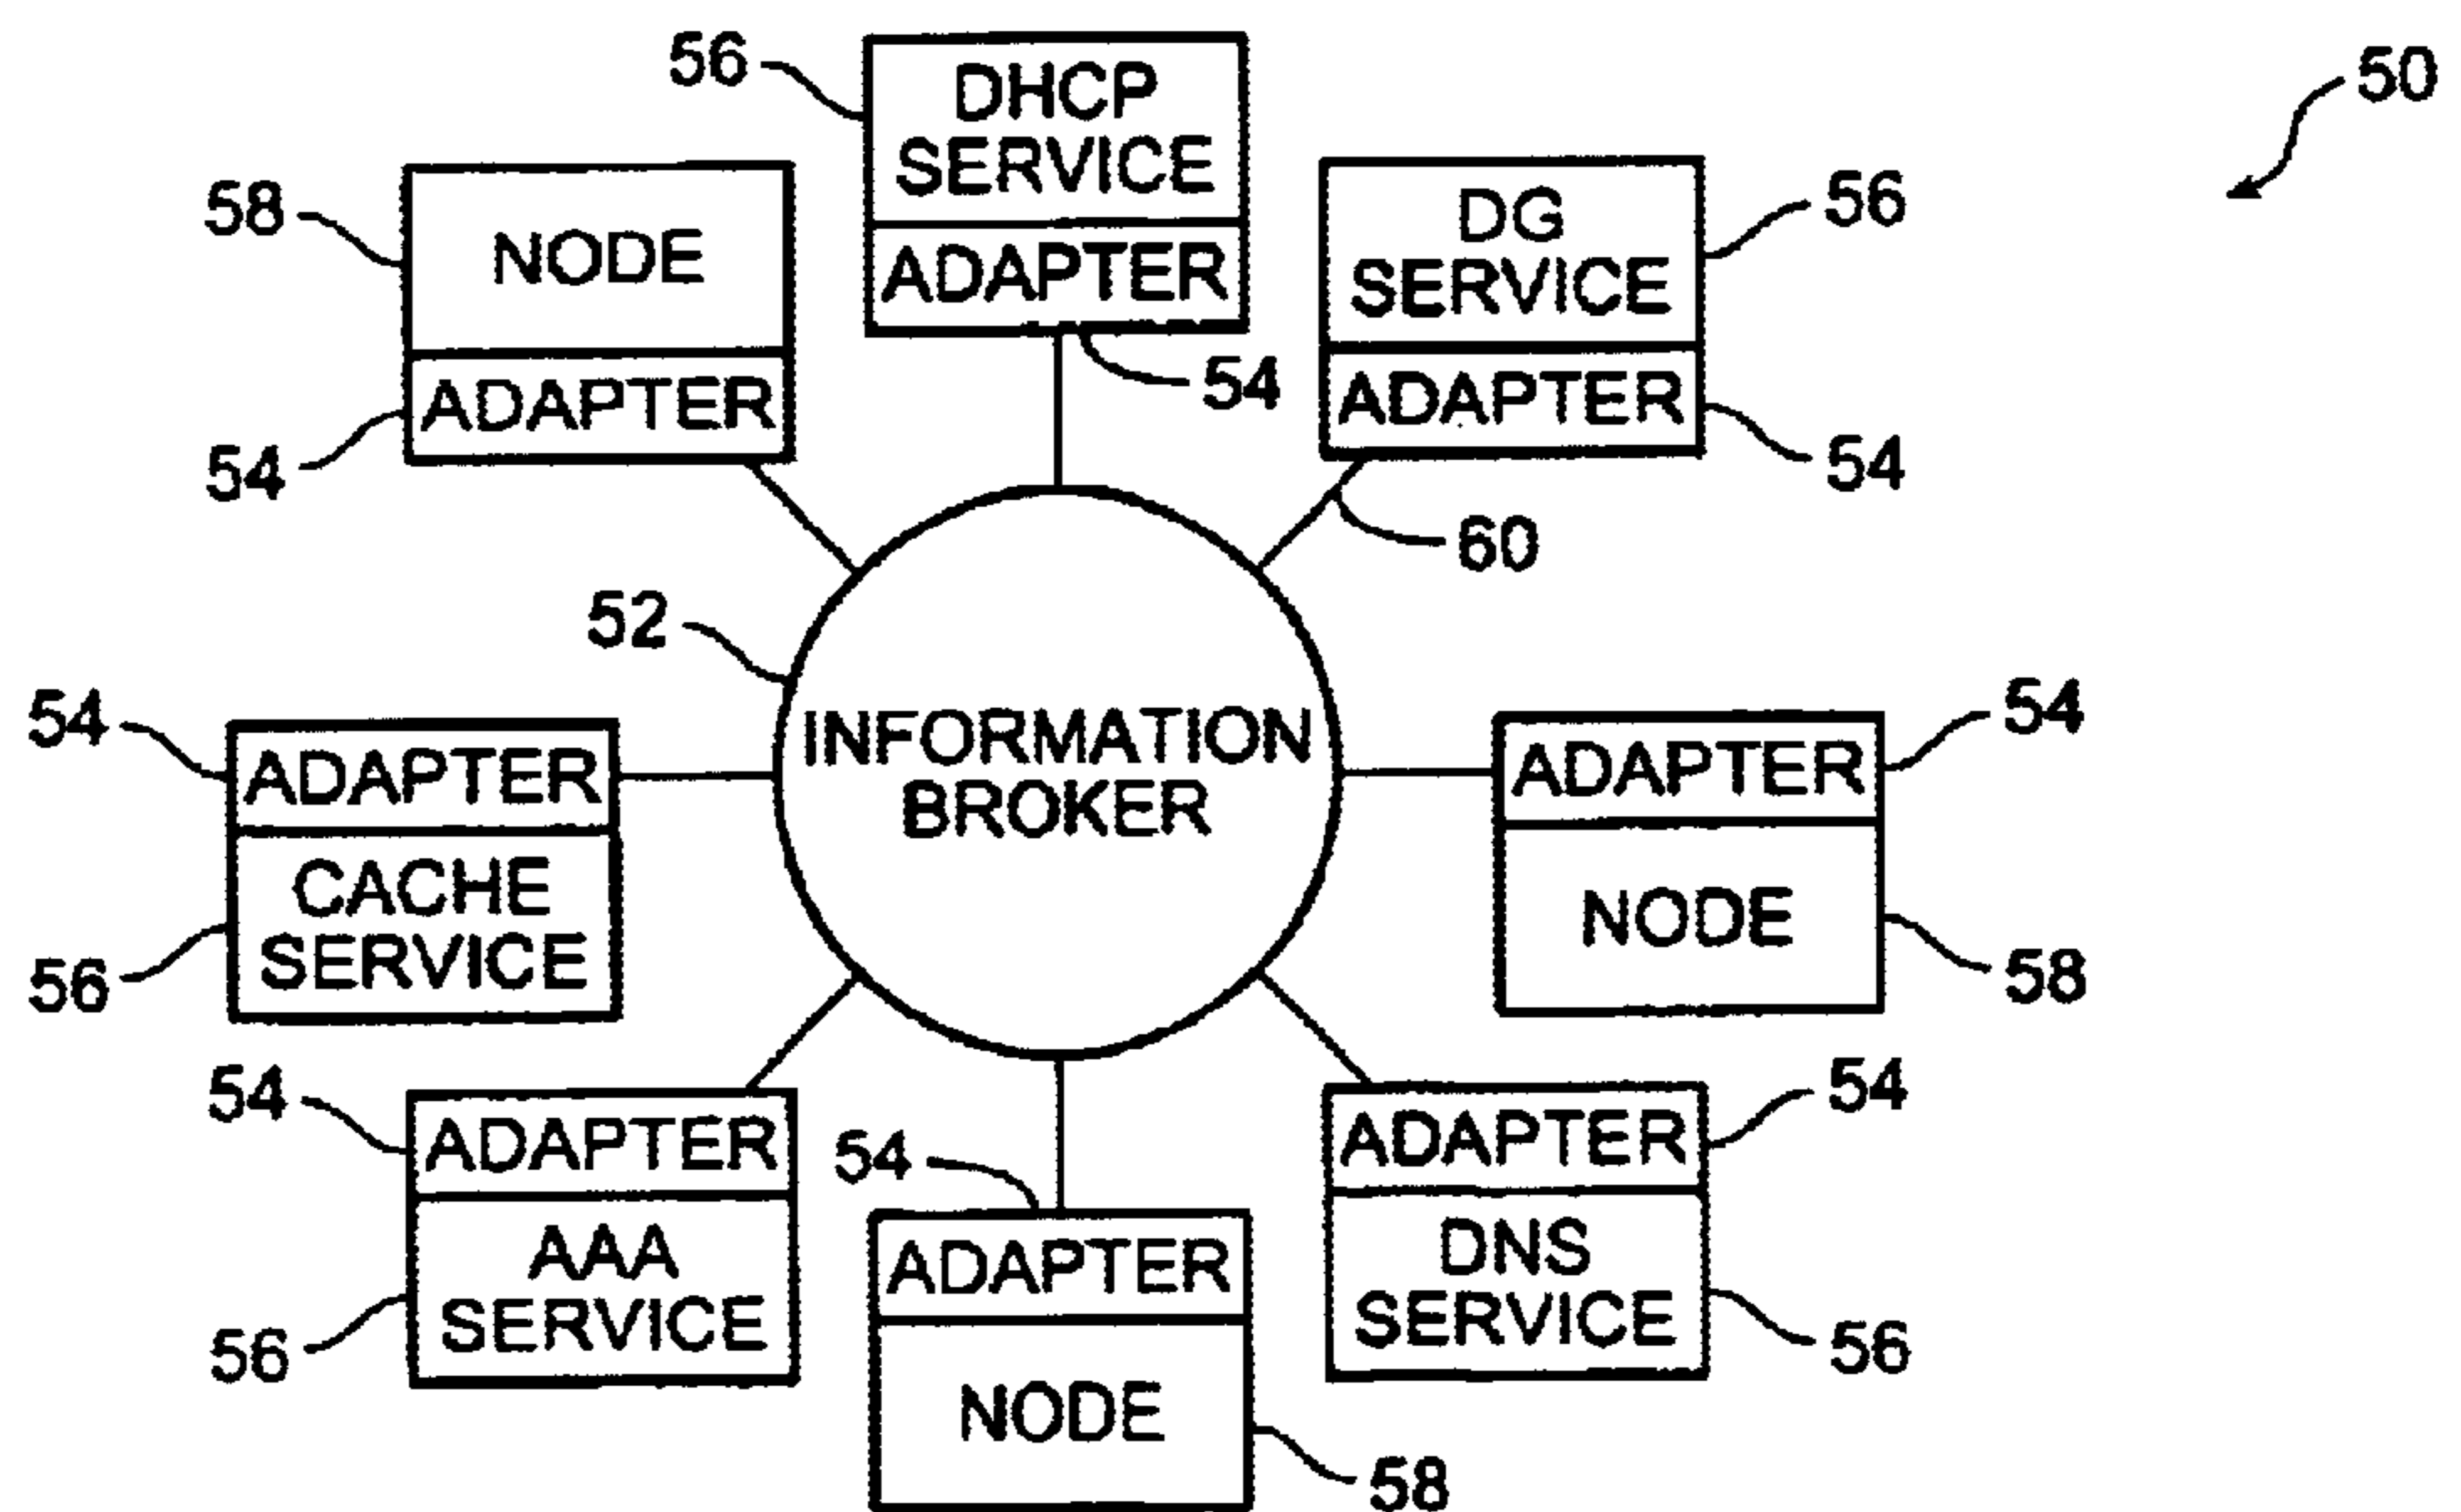 56
DHCP
SERVICE
ADAPTER
54
50
58
NODE
ADAPTER
54
DG
SERVICE
56
ADAPTER
54
60
52
INFORMATION
BROKER
54
ADAPTER
CACHE
SERVICE
56
ADAPTER
54
NODE
58
54
ADAPTER
AAA
SERVICE
56
54
ADAPTER
NODE
58
ADAPTER
54
DNS
SERVICE
56